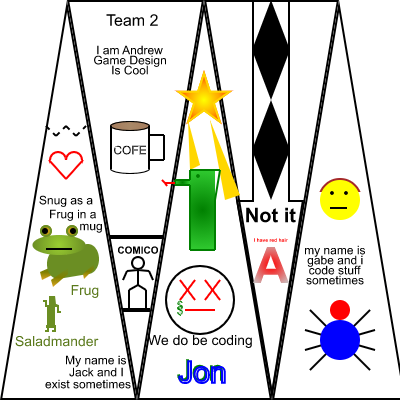 Team 2
I am Andrew
Game Design
Is Cool
COFE
Snug as a
Frug in a
mug
Frug
Saladmander
My name is
Jack and I
exist sometimes
COMICO
$
We do be coding
Jon
Not it
I have red hair
A
my name is
gabe and i
code stuff
sometimes